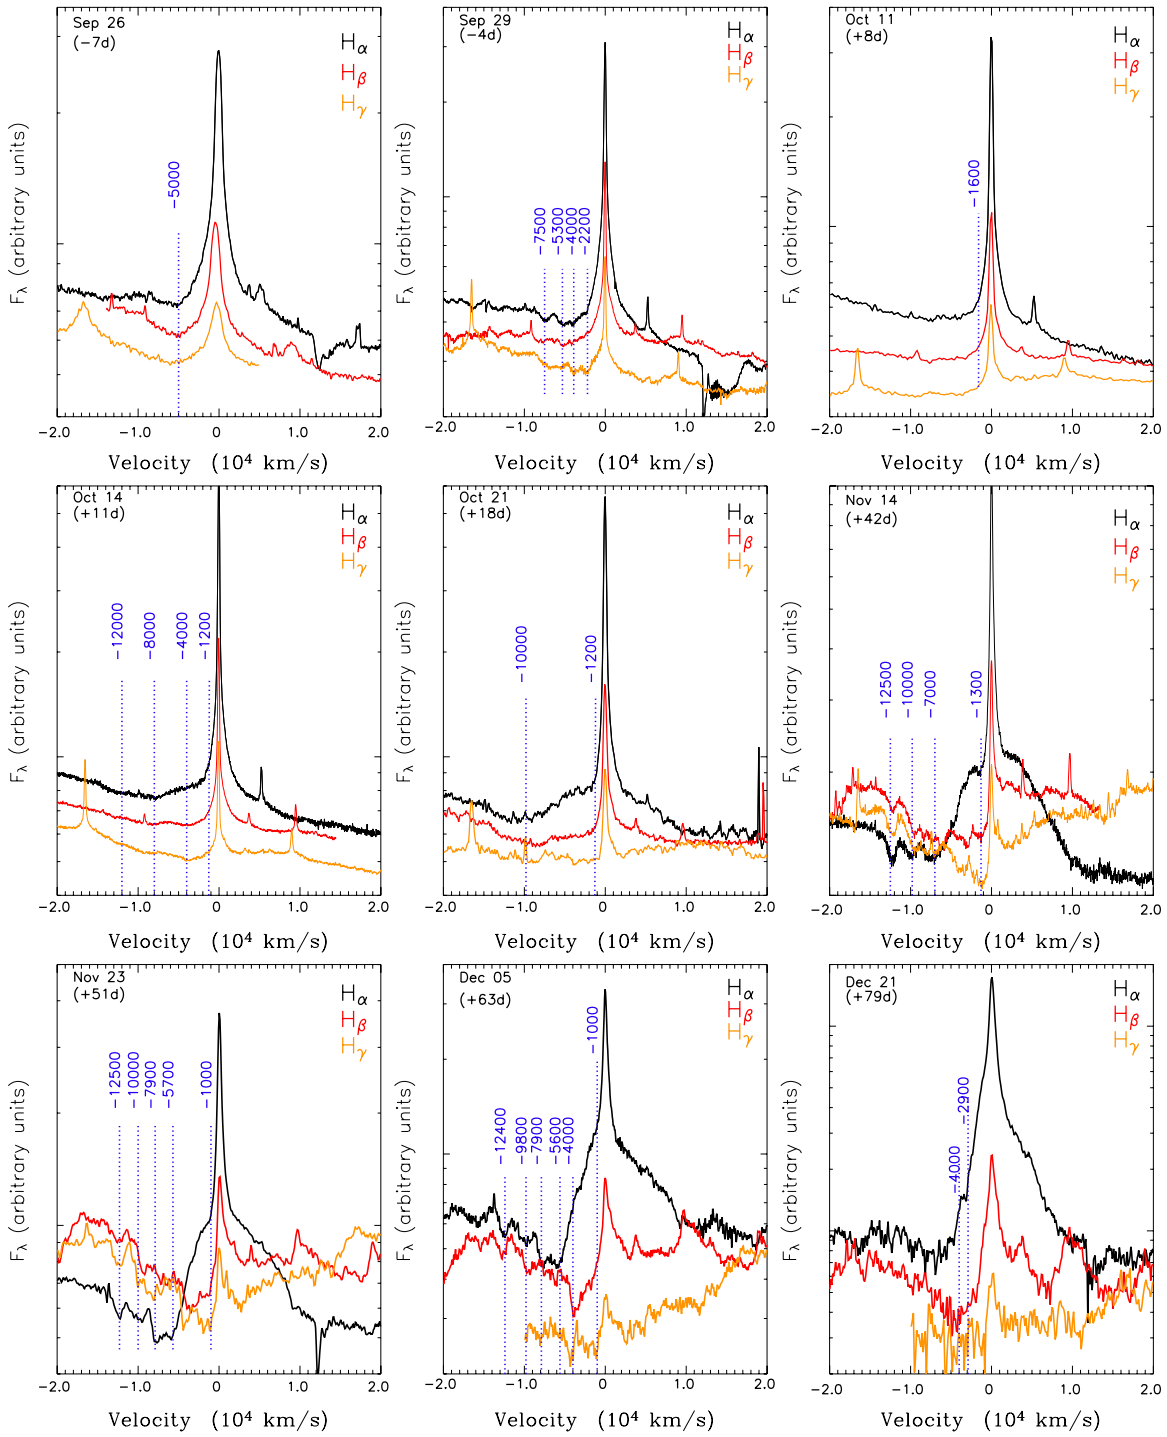 Sep 26
(−7d)
Hα
Hβ
Hγ
−5000
Fλ (arbitrary units)
−2.0 −1.0 0 1.0 2.0
Velocity (10⁴ km/s)
Sep 29
(−4d)
Hα
Hβ
Hγ
−7500
−5300
−4000
−2200
Fλ (arbitrary units)
−2.0 −1.0 0 1.0 2.0
Velocity (10⁴ km/s)
Oct 11
(+8d)
Hα
Hβ
Hγ
−1600
Fλ (arbitrary units)
−2.0 −1.0 0 1.0 2.0
Velocity (10⁴ km/s)
Oct 14
(+11d)
Hα
Hβ
Hγ
−12000
−8000
−4000
−1200
Fλ (arbitrary units)
−2.0 −1.0 0 1.0 2.0
Velocity (10⁴ km/s)
Oct 21
(+18d)
Hα
Hβ
Hγ
−10000
−1200
Fλ (arbitrary units)
−2.0 −1.0 0 1.0 2.0
Velocity (10⁴ km/s)
Nov 14
(+42d)
Hα
Hβ
Hγ
−12500
−10000
−7000
−1300
Fλ (arbitrary units)
−2.0 −1.0 0 1.0 2.0
Velocity (10⁴ km/s)
Nov 23
(+51d)
Hα
Hβ
Hγ
−12500
−10000
−7900
−5700
−1000
Fλ (arbitrary units)
−2.0 −1.0 0 1.0 2.0
Velocity (10⁴ km/s)
Dec 05
(+63d)
Hα
Hβ
Hγ
−12400
−9800
−7900
−5600
−4000
−1000
Fλ (arbitrary units)
−2.0 −1.0 0 1.0 2.0
Velocity (10⁴ km/s)
Dec 21
(+79d)
Hα
Hβ
Hγ
−4000
−2900
Fλ (arbitrary units)
−2.0 −1.0 0 1.0 2.0
Velocity (10⁴ km/s)